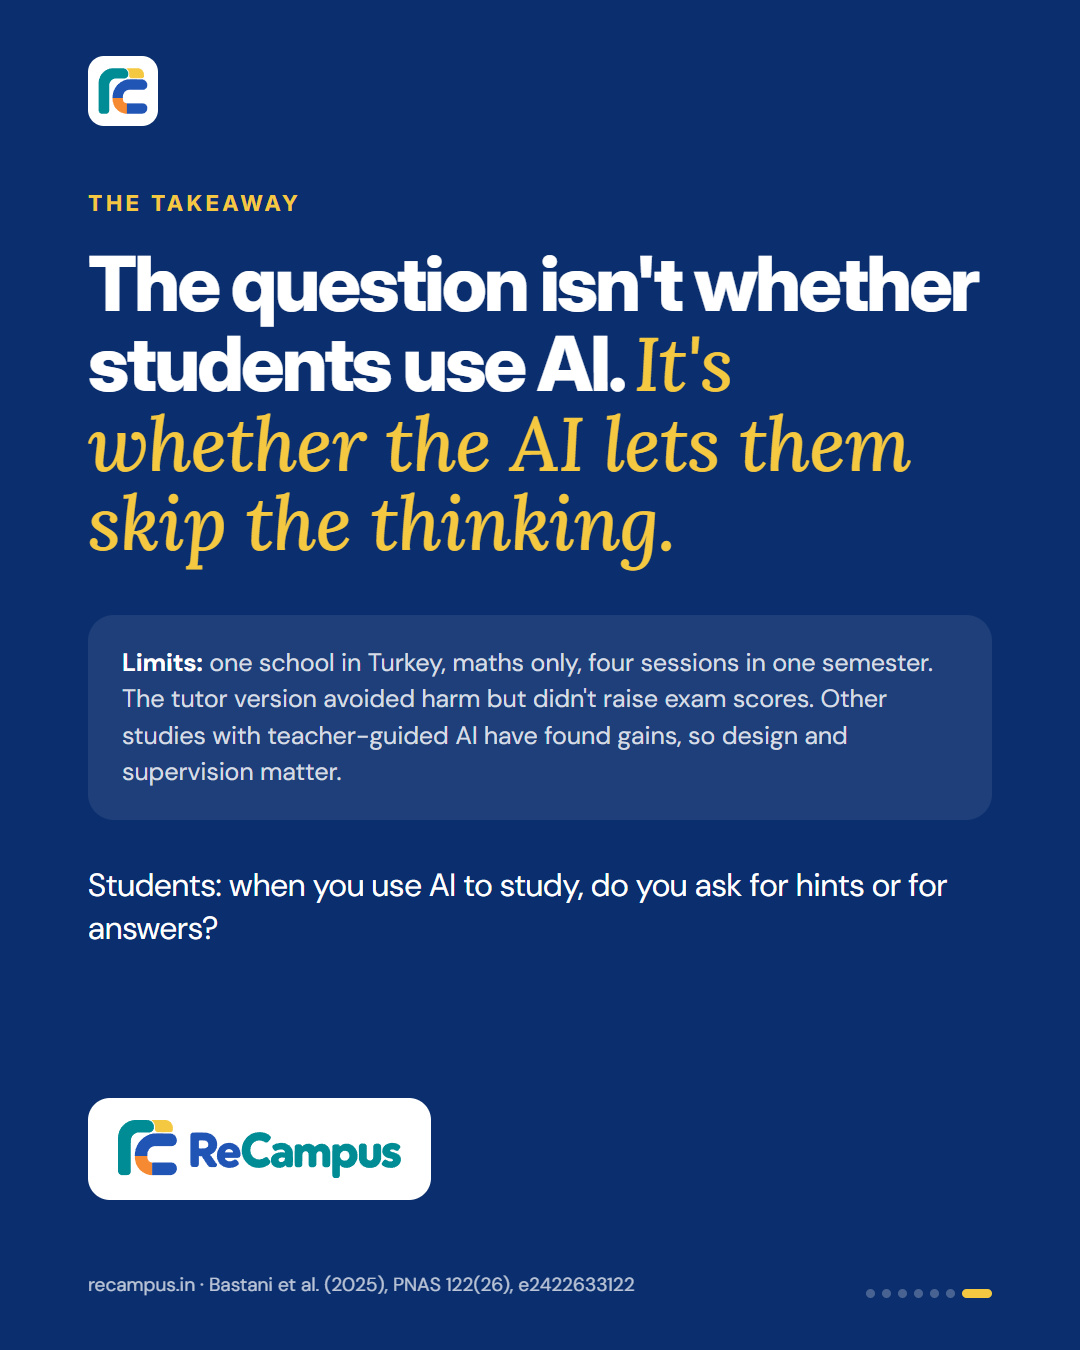 THE TAKEAWAY
The question isn't whether
students use AI. It's
whether the AI lets them
skip the thinking.
Limits: one school in Turkey, maths only, four sessions in one semester.
The tutor version avoided harm but didn't raise exam scores. Other
studies with teacher-guided AI have found gains, so design and
supervision matter.
Students: when you use AI to study, do you ask for hints or for
answers?
ReCampus
recampus.in · Bastani et al. (2025), PNAS 122(26), e2422633122